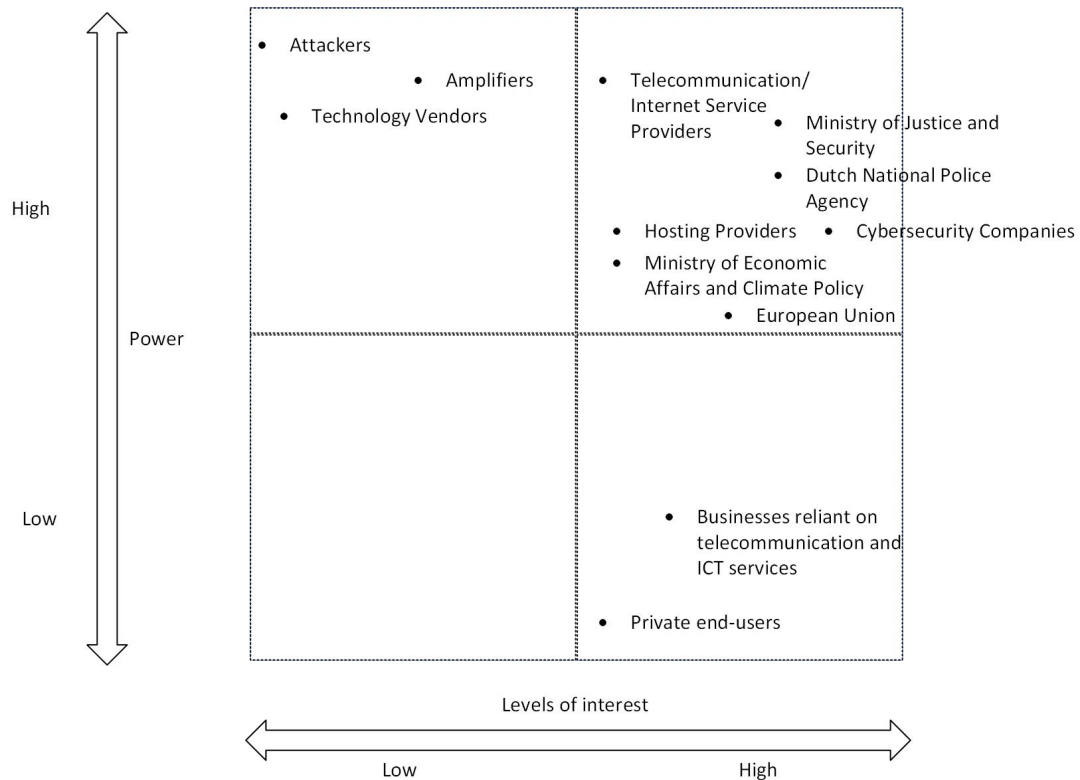 Attackers
Amplifiers
Technology Vendors
Telecommunication/
Internet Service
Providers
Ministry of Justice and
Security
Dutch National Police
Agency
High
Hosting Providers
Cybersecurity Companies
Ministry of Economic
Affairs and Climate Policy
European Union
Power
Low
Businesses reliant on
telecommunication and
ICT services
Private end-users
Levels of interest
Low
High